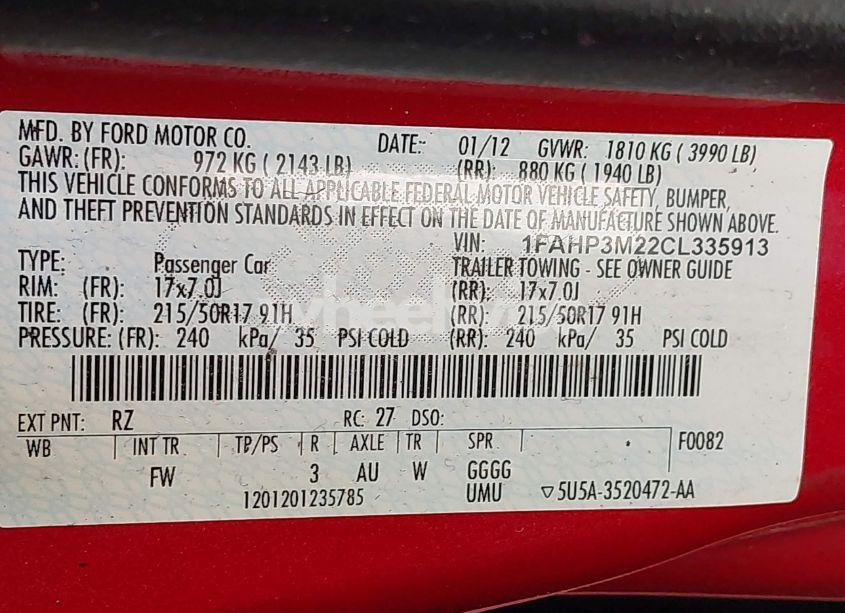 MFD. BY FORD MOTOR CO. DATE: 01/12 GVWR: 1810 KG ( 3990 LB)
GAWR: (FR): 972 KG ( 2143 LB) (RR): 880 KG ( 1940 LB)
THIS VEHICLE CONFORMS TO ALL APPLICABLE FEDERAL MOTOR VEHICLE SAFETY, BUMPER,
AND THEFT PREVENTION STANDARDS IN EFFECT ON THE DATE OF MANUFACTURE SHOWN ABOVE.
VIN: 1FAHP3M22CL335913
TYPE: Passenger Car TRAILER TOWING - SEE OWNER GUIDE
RIM: (FR): 17x7.0J (RR): 17x7.0J
TIRE: (FR): 215/50R17 91H (RR): 215/50R17 91H
PRESSURE: (FR): 240 kPa/ 35 PSI COLD (RR): 240 kPa/ 35 PSI COLD
EXT PNT: RZ RC: 27 DSO:
WB INT TR TP/PS R AXLE TR SPR F0082
FW 3 AU W GGGG
1201201235785 UMU ▽5U5A-3520472-AA